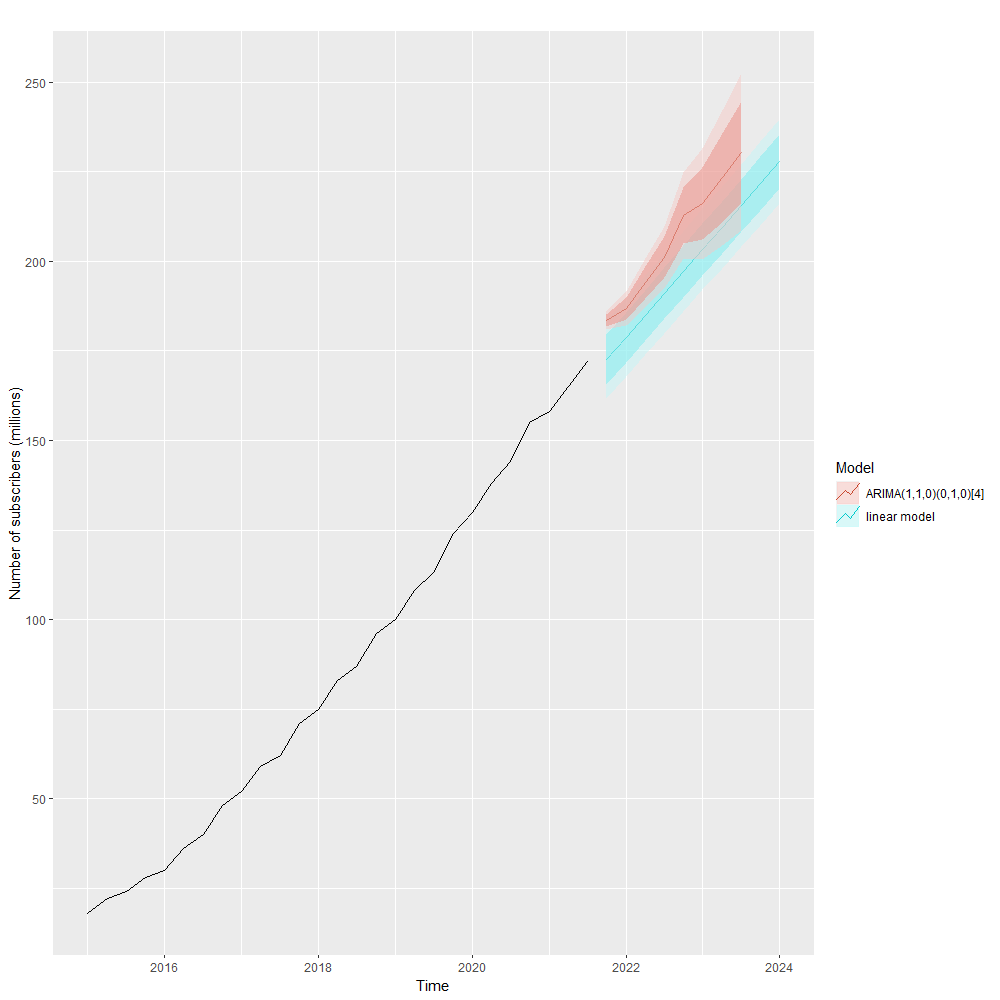 250
200
150
100
50
Number of subscribers (millions)
2016
2018
2020
2022
2024
Time
Model
ARIMA(1,1,0)(0,1,0)[4]
linear model